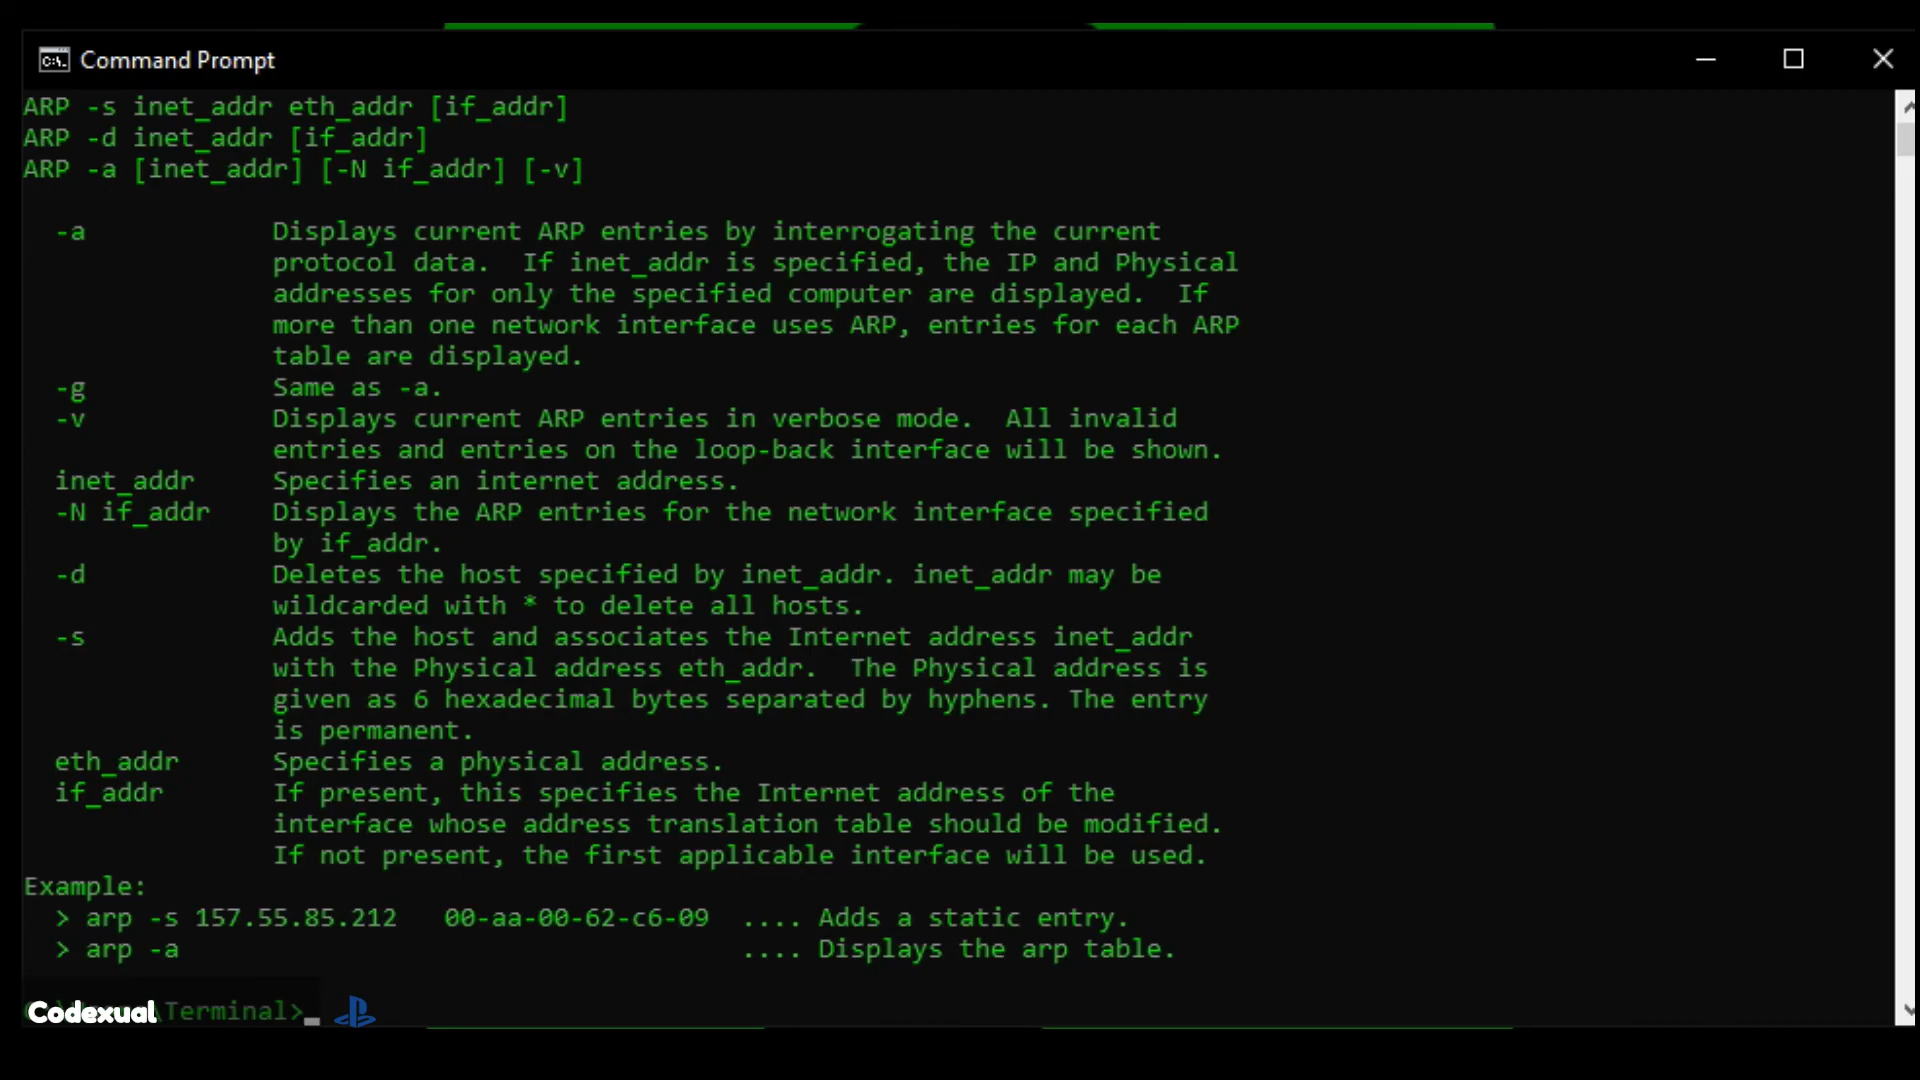 Command Prompt
ARP -s inet_addr eth_addr [if_addr]
ARP -d inet_addr [if_addr]
ARP -a [inet_addr] [-N if_addr] [-v]
-a Displays current ARP entries by interrogating the current
protocol data. If inet_addr is specified, the IP and Physical
addresses for only the specified computer are displayed. If
more than one network interface uses ARP, entries for each ARP
table are displayed.
-g Same as -a.
-v Displays current ARP entries in verbose mode. All invalid
entries and entries on the loop-back interface will be shown.
inet_addr Specifies an internet address.
-N if_addr Displays the ARP entries for the network interface specified
by if_addr.
-d Deletes the host specified by inet_addr. inet_addr may be
wildcarded with * to delete all hosts.
-s Adds the host and associates the Internet address inet_addr
with the Physical address eth_addr. The Physical address is
given as 6 hexadecimal bytes separated by hyphens. The entry
is permanent.
eth_addr Specifies a physical address.
if_addr If present, this specifies the Internet address of the
interface whose address translation table should be modified.
If not present, the first applicable interface will be used.
Example:
> arp -s 157.55.85.212 00-aa-00-62-c6-09 .... Adds a static entry.
> arp -a .... Displays the arp table.
Codexual\Terminal>_